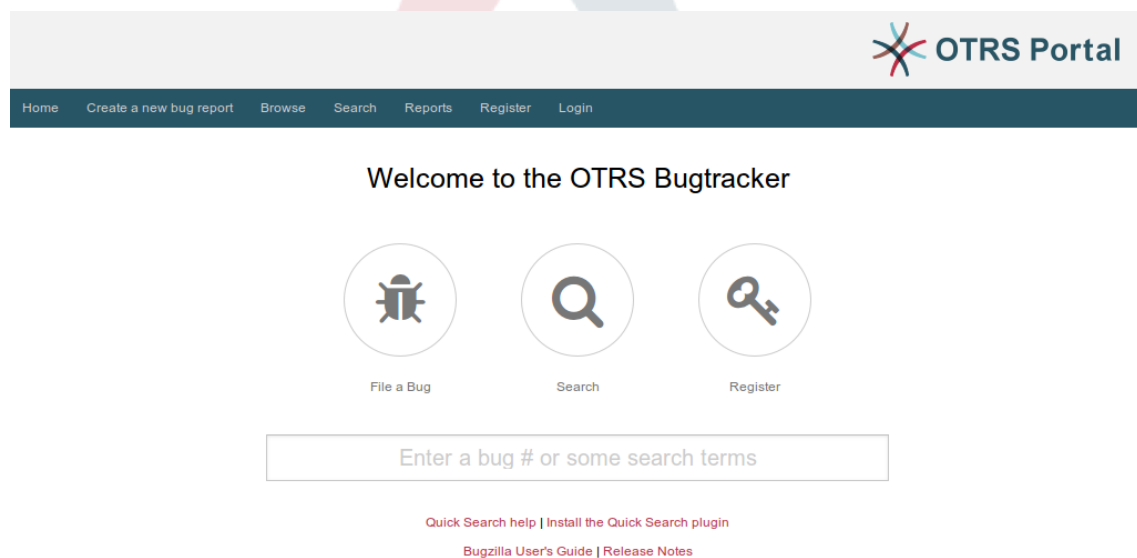 OTRS Portal
Home Create a new bug report Browse Search Reports Register Login
Welcome to the OTRS Bugtracker
File a Bug Search Register
Enter a bug # or some search terms
Quick Search help | Install the Quick Search plugin
Bugzilla User's Guide | Release Notes